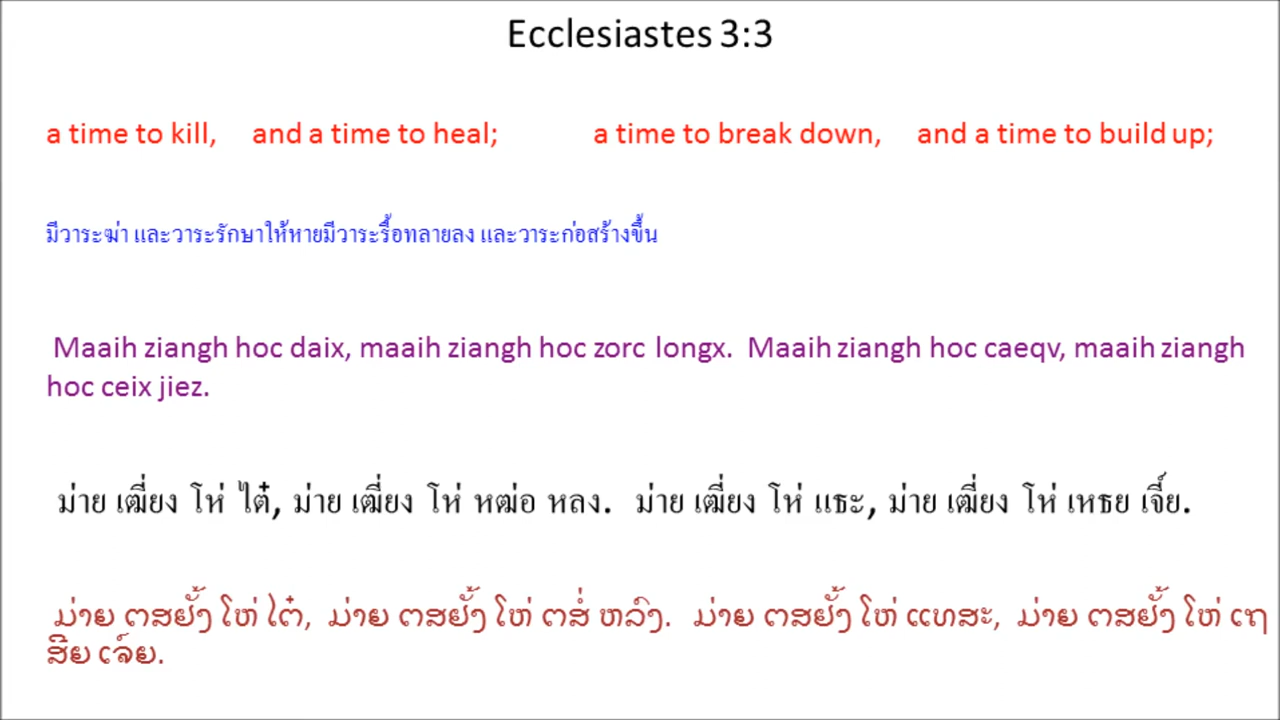 Ecclesiastes 3:3
a time to kill, and a time to heal; a time to break down, and a time to build up;
มีวาระฆ่า และวาระรักษาให้หายมีวาระรื้อทลายลง และวาระก่อสร้างขึ้น
Maaih ziangh hoc daix, maaih ziangh hoc zorc longx. Maaih ziangh hoc caeqv, maaih ziangh
hoc ceix jiez.
ม่าย เฒี่ยง โห่ ไต๋, ม่าย เฒี่ยง โห่ หฒ่อ หลง. ม่าย เฒี่ยง โห่ แธะ, ม่าย เฒี่ยง โห่ เหธย เจี์ย.
ມ່າຍ ຕສຢັ້ງ ໂຫ່ ໄຕ໋, ມ່າຍ ຕສຢັ້ງ ໂຫ່ ຕສໍ່ ຫລົງ. ມ່າຍ ຕສຢັ້ງ ໂຫ່ ແທສະ, ມ່າຍ ຕສຢັ້ງ ໂຫ່ ເຖ
ສີຍ ເຈ໌ຍ.